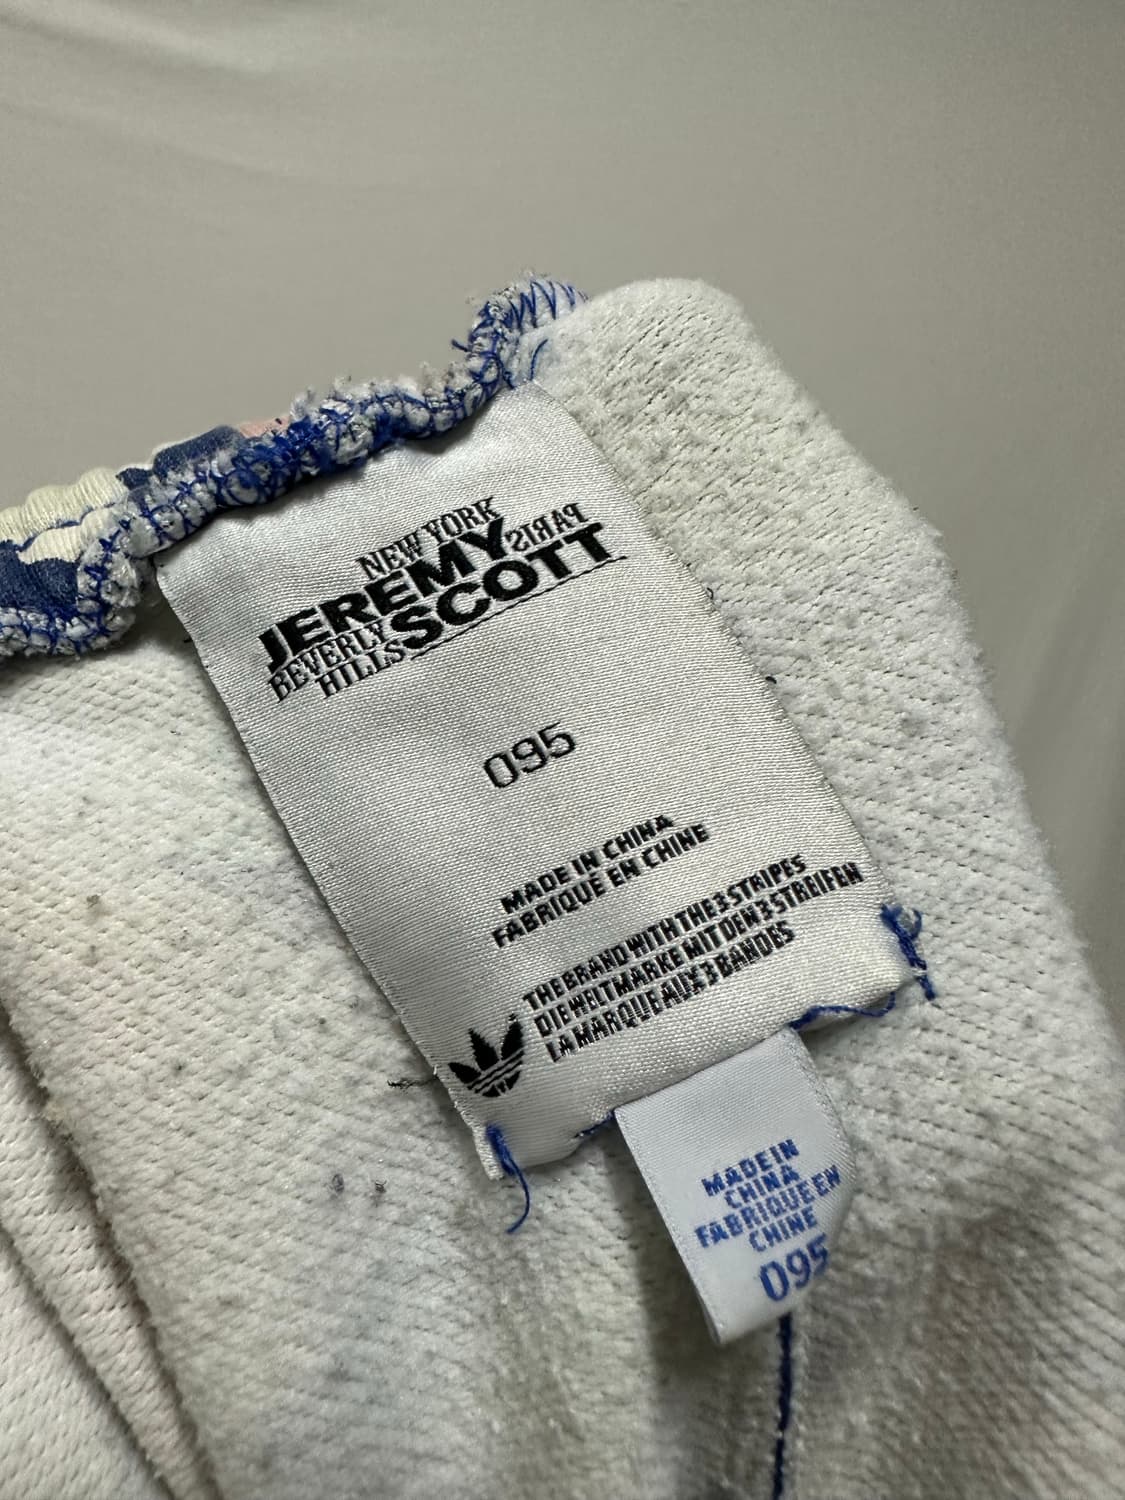 NEW YORK
JEREMY PARIS
BEVERLY SCOTT
HILLS
095
MADE IN CHINA
FABRIQUE EN CHINE
THE BRAND WITH THE 3 STRIPES
DIE WELTMARKE MIT DEN 3 STREIFEN
LA MARQUE AUX 3 BANDES
MADE IN
CHINA
FABRIQUE EN
CHINE
095